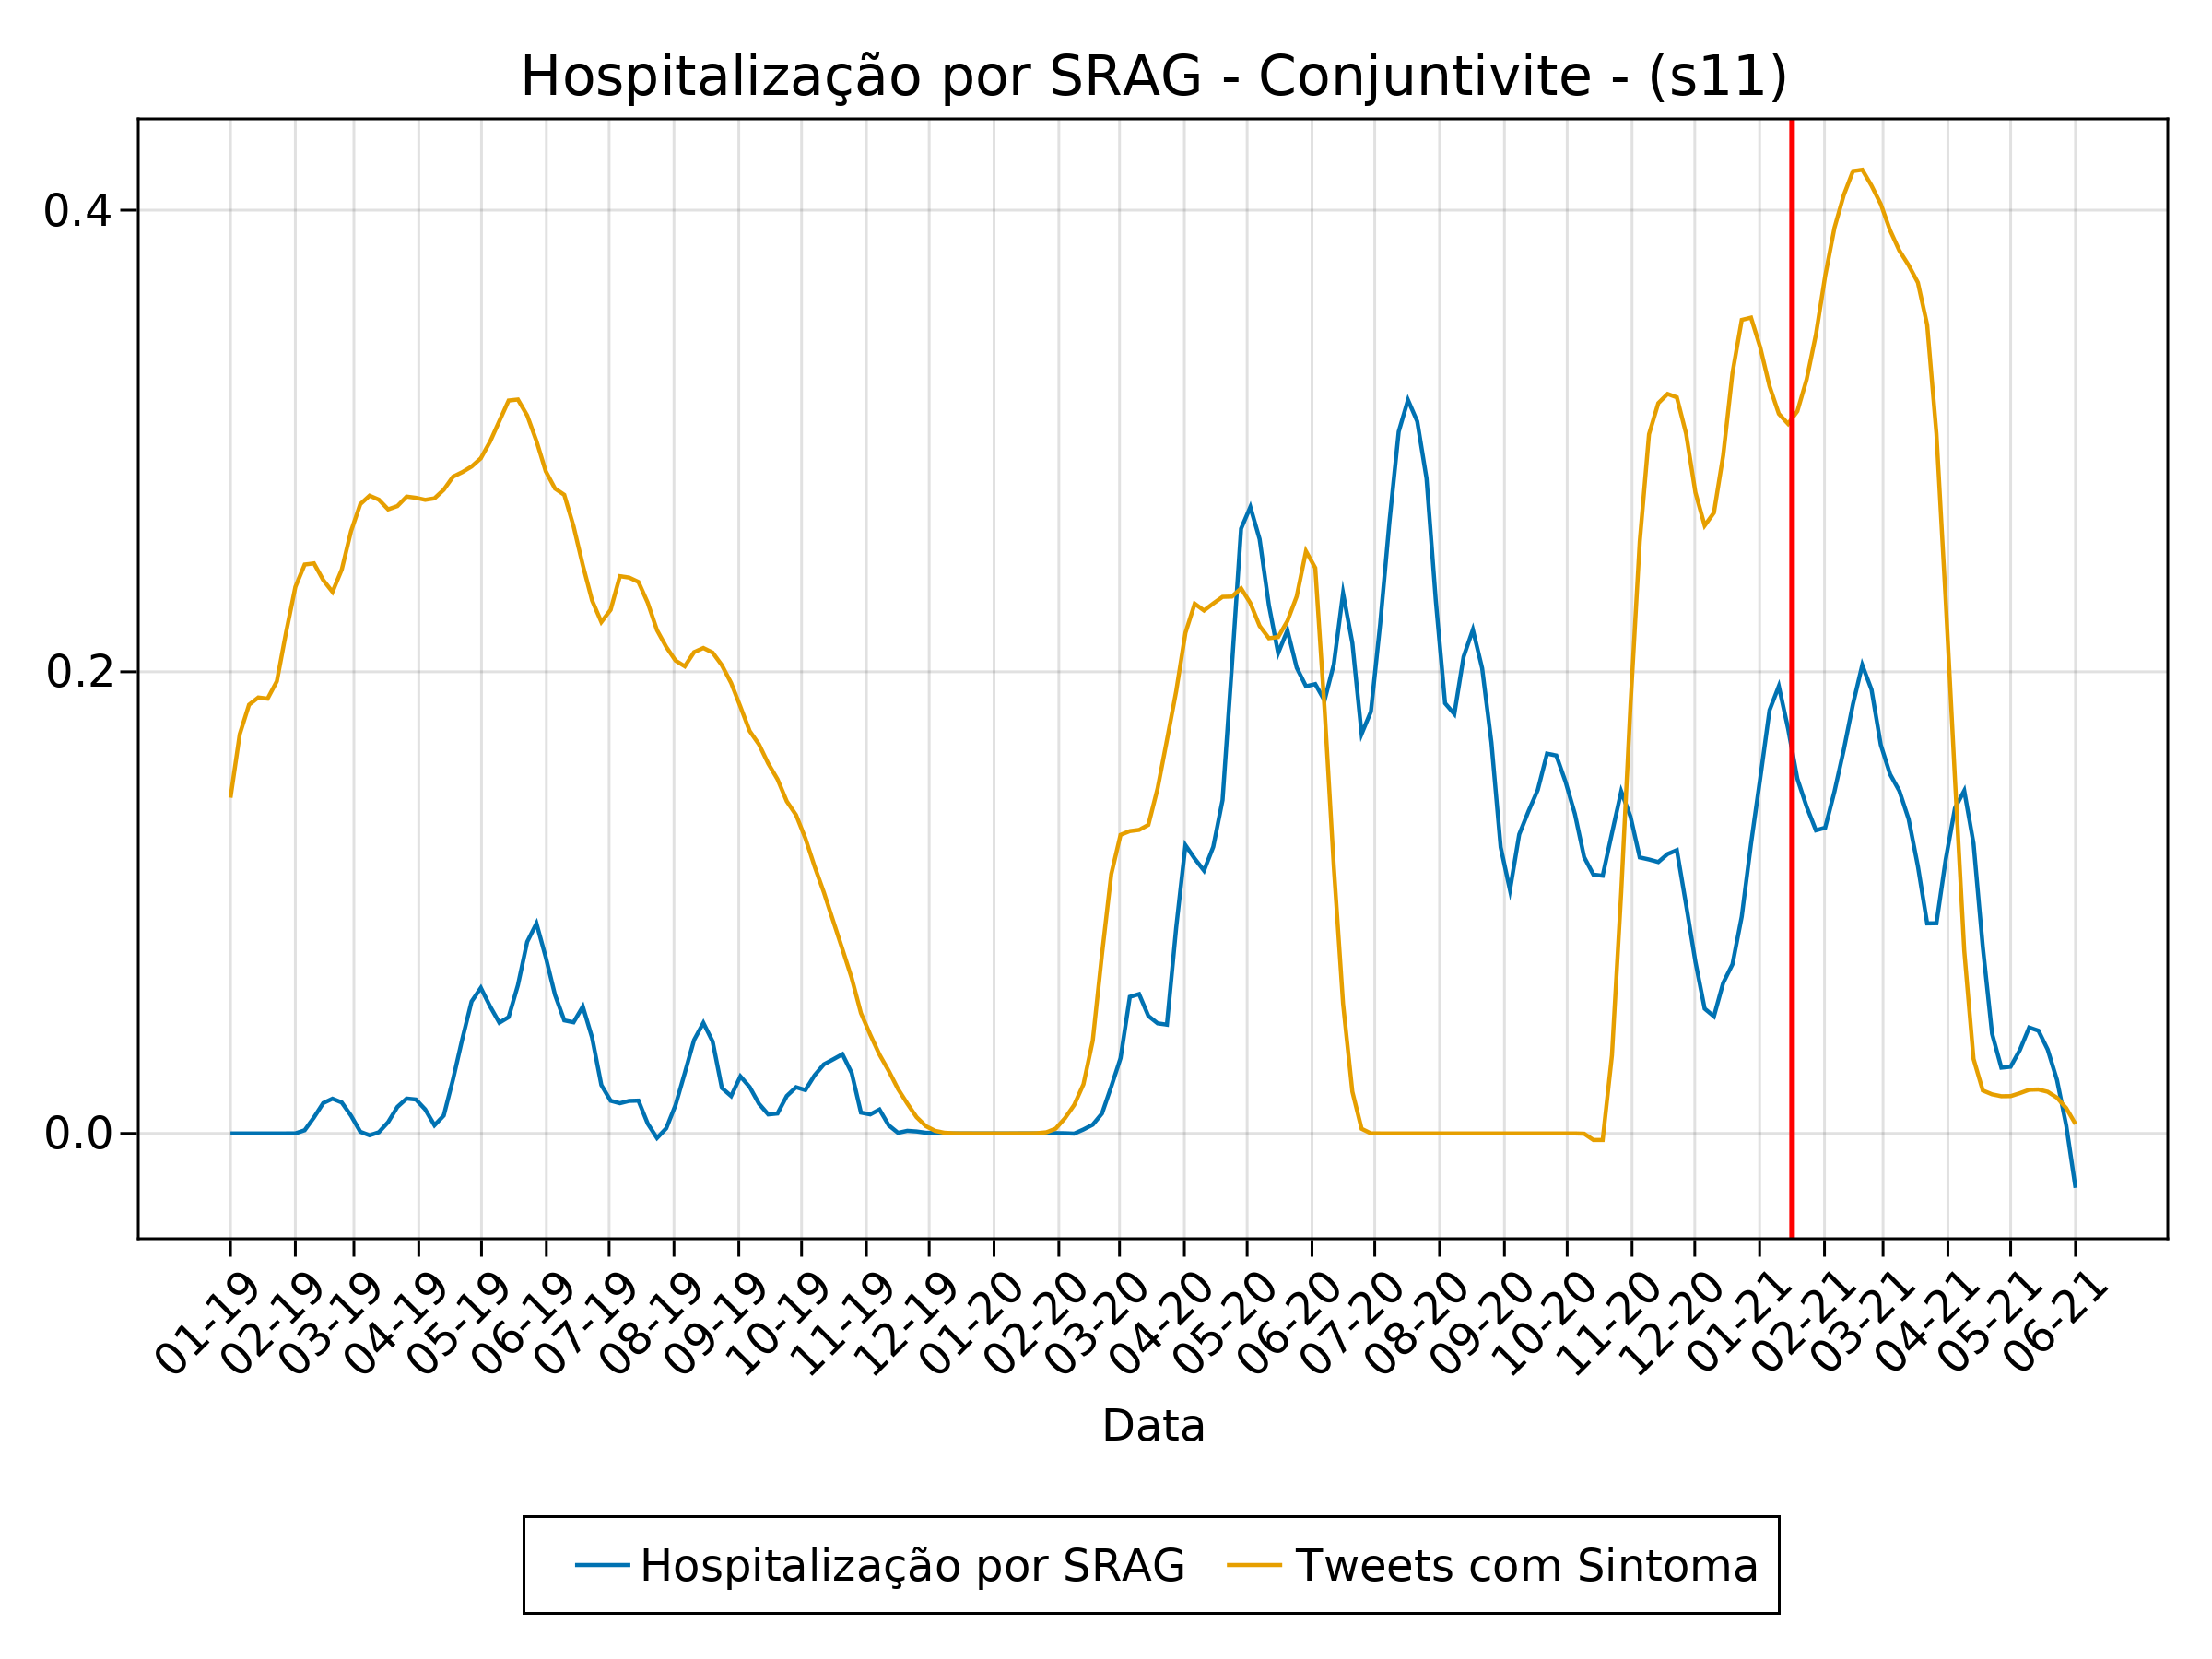 Hospitalização por SRAG - Conjuntivite - (s11)
0.4
0.2
0.0
01-19 02-19 03-19 04-19 05-19 06-19 07-19 08-19 09-19 10-19 11-19 12-19 01-20 02-20 03-20 04-20 05-20 06-20 07-20 08-20 09-20 10-20 11-20 12-20 01-21 02-21 03-21 04-21 05-21 06-21
Data
Hospitalização por SRAG Tweets com Sintoma